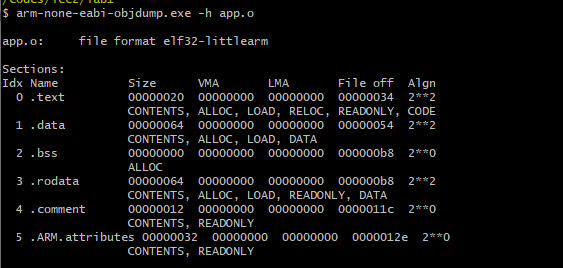 $ arm-none-eabi-objdump.exe -h app.o
app.o:     file format elf32-littlearm
Sections:
Idx Name          Size      VMA       LMA       File off  Algn
  0 .text         00000020  00000000  00000000  00000034  2**2
                  CONTENTS, ALLOC, LOAD, RELOC, READONLY, CODE
  1 .data         00000064  00000000  00000000  00000054  2**2
                  CONTENTS, ALLOC, LOAD, DATA
  2 .bss          00000000  00000000  00000000  000000b8  2**0
                  ALLOC
  3 .rodata       00000064  00000000  00000000  000000b8  2**2
                  CONTENTS, ALLOC, LOAD, READONLY, DATA
  4 .comment      00000012  00000000  00000000  0000011c  2**0
                  CONTENTS, READONLY
  5 .ARM.attributes 00000032  00000000  00000000  0000012e  2**0
                  CONTENTS, READONLY